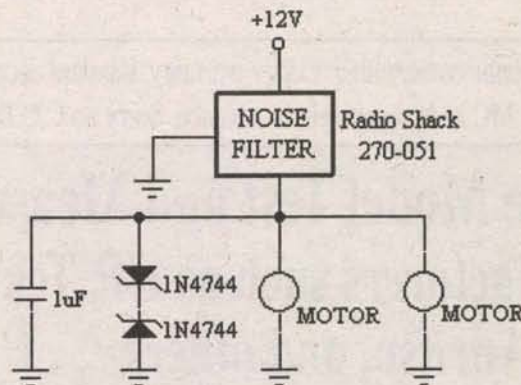 +12V
NOISE
FILTER
Radio Shack
270-051
1uF
1N4744
1N4744
MOTOR
MOTOR